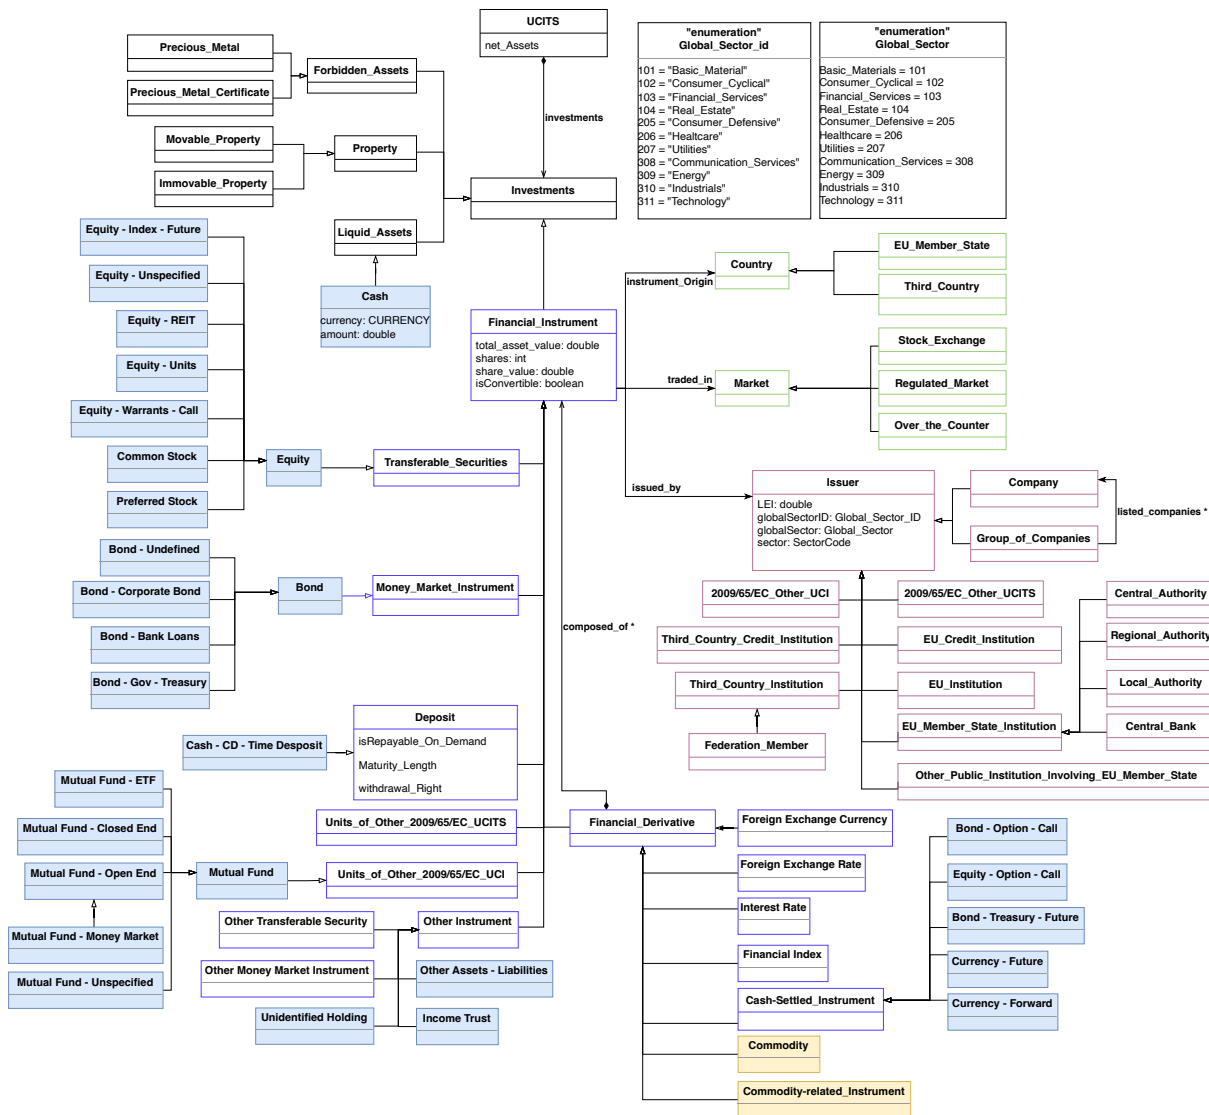 UCITS
net_Assets
investments
"enumeration"
Global_Sector_id
101 = "Basic_Material"
102 = "Consumer_Cyclical"
103 = "Financial_Services"
104 = "Real_Estate"
205 = "Consumer_Defensive"
206 = "Healtcare"
207 = "Utilities"
308 = "Communication_Services"
309 = "Energy"
310 = "Industrials"
311 = "Technology"
"enumeration"
Global_Sector
Basic_Materials = 101
Consumer_Cyclical = 102
Financial_Services = 103
Real_Estate = 104
Consumer_Defensive = 205
Healthcare = 206
Utilities = 207
Communication_Services = 308
Energy = 309
Industrials = 310
Technology = 311
Precious_Metal
Precious_Metal_Certificate
Forbidden_Assets
Movable_Property
Immovable_Property
Property
Investments
Liquid_Assets
Cash
currency: CURRENCY
amount: double
Equity - Index - Future
Equity - Unspecified
Equity - REIT
Equity - Units
Equity - Warrants - Call
Common Stock
Preferred Stock
Equity
Transferable_Securities
Financial_Instrument
total_asset_value: double
shares: int
share_value: double
isConvertible: boolean
instrument_Origin
Country
EU_Member_State
Third_Country
traded_in
Market
Stock_Exchange
Regulated_Market
Over_the_Counter
issued_by
Issuer
LEI: double
globalSectorID: Global_Sector_ID
globalSector: Global_Sector
sector: SectorCode
Company
Group_of_Companies
listed_companies *
Bond - Undefined
Bond - Corporate Bond
Bond - Bank Loans
Bond - Gov - Treasury
Bond
Money_Market_Instrument
composed_of *
2009/65/EC_Other_UCI
2009/65/EC_Other_UCITS
Third_Country_Credit_Institution
EU_Credit_Institution
Third_Country_Institution
EU_Institution
Federation_Member
EU_Member_State_Institution
Central_Authority
Regional_Authority
Local_Authority
Central_Bank
Other_Public_Institution_Involving_EU_Member_State
Deposit
isRepayable_On_Demand
Maturity_Length
withdrawal_Right
Cash - CD - Time Desposit
Mutual Fund - ETF
Mutual Fund - Closed End
Mutual Fund - Open End
Mutual Fund - Money Market
Mutual Fund - Unspecified
Mutual Fund
Units_of_Other_2009/65/EC_UCITS
Units_of_Other_2009/65/EC_UCI
Other Transferable Security
Other Instrument
Other Money Market Instrument
Other Assets - Liabilities
Unidentified Holding
Income Trust
Financial_Derivative
Foreign Exchange Currency
Foreign Exchange Rate
Interest Rate
Financial Index
Cash-Settled_Instrument
Commodity
Commodity-related_Instrument
Bond - Option - Call
Equity - Option - Call
Bond - Treasury - Future
Currency - Future
Currency - Forward